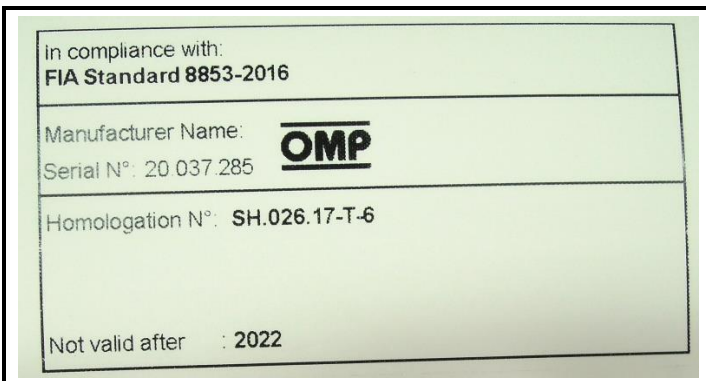 in compliance with:
FIA Standard 8853-2016
Manufacturer Name:
OMP
Serial N°: 20 037.285
Homologation N°: SH.026.17-T-6
Not valid after : 2022